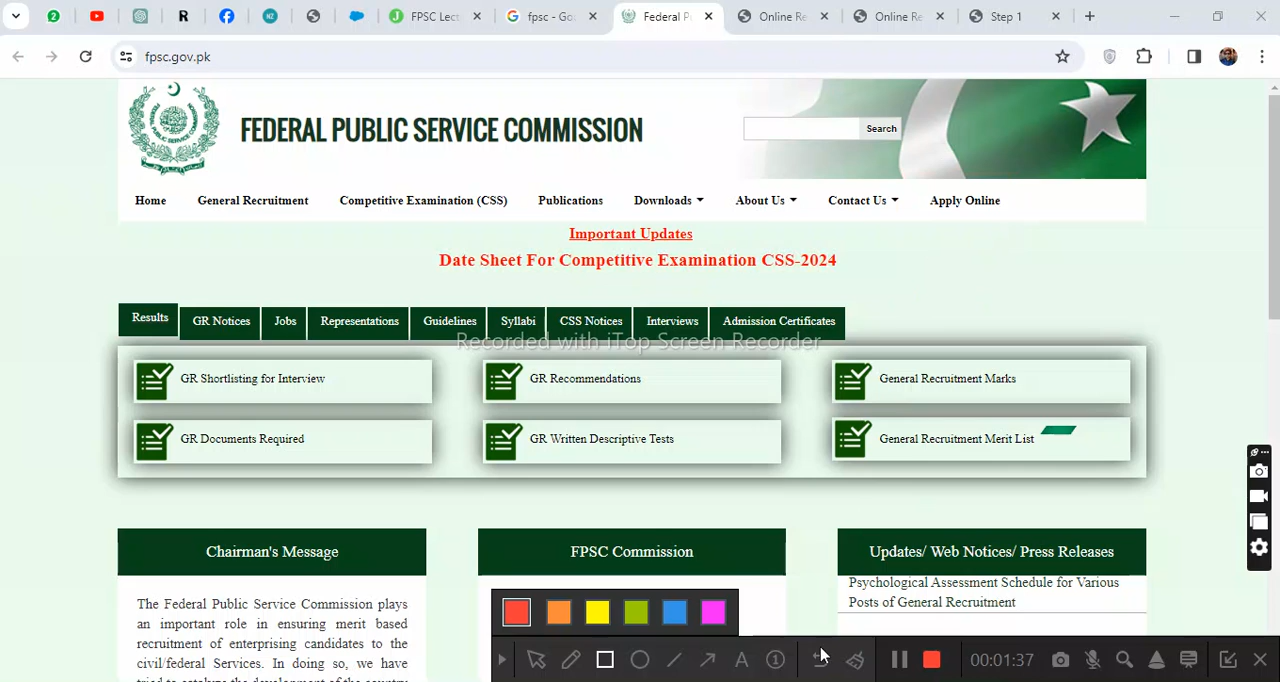 2
R
NZ
FPSC Lect
fpsc - Go
Federal P
Online Re
Online Re
Step 1
fpsc.gov.pk
FEDERAL PUBLIC SERVICE COMMISSION
Search
Home General Recruitment Competitive Examination (CSS) Publications Downloads About Us Contact Us Apply Online
Important Updates
Date Sheet For Competitive Examination CSS-2024
Results GR Notices Jobs Representations Guidelines Syllabi CSS Notices Interviews Admission Certificates
Recorded with iTop Screen Recorder
GR Shortlisting for Interview GR Recommendations General Recruitment Marks
GR Documents Required GR Written Descriptive Tests General Recruitment Merit List
Chairman's Message FPSC Commission Updates/ Web Notices/ Press Releases
The Federal Public Service Commission plays
an important role in ensuring merit based
recruitment of enterprising candidates to the
civil/federal Services. In doing so, we have
Psychological Assessment Schedule for Various
Posts of General Recruitment
A 1 00:01:37